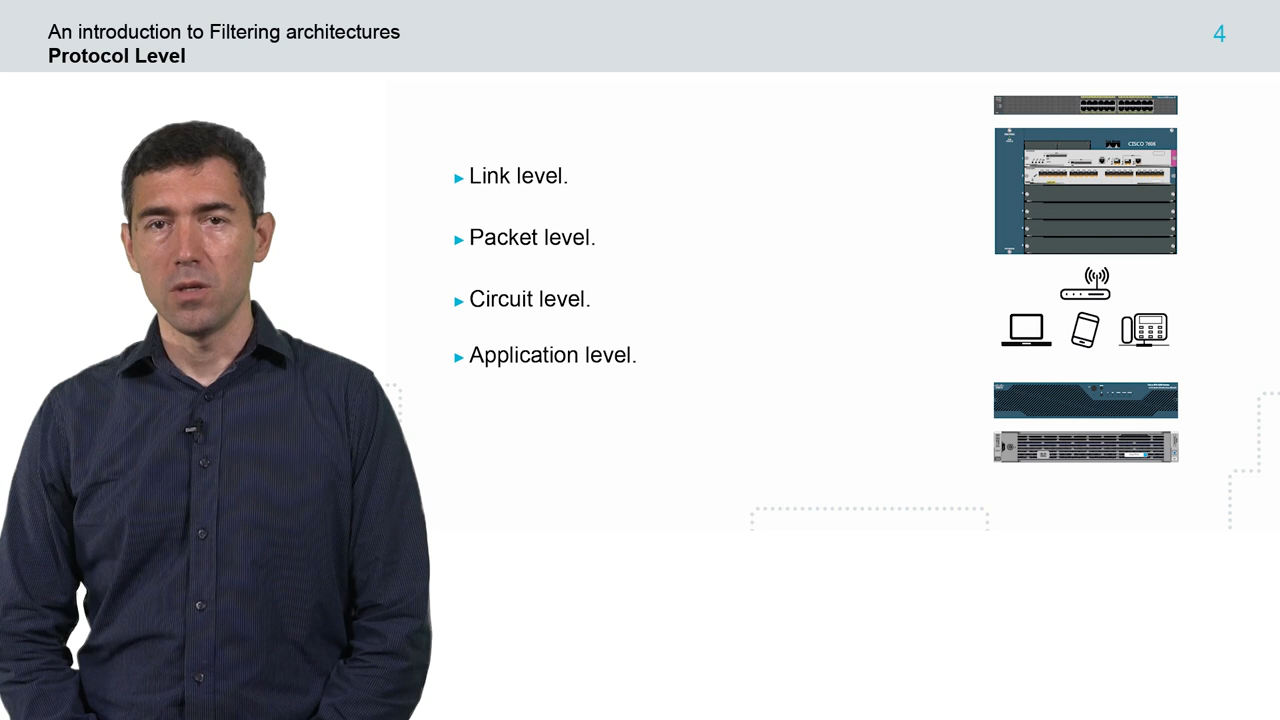 An introduction to Filtering architectures
Protocol Level
4
Link level.
Packet level.
Circuit level.
Application level.
CISCO 7606